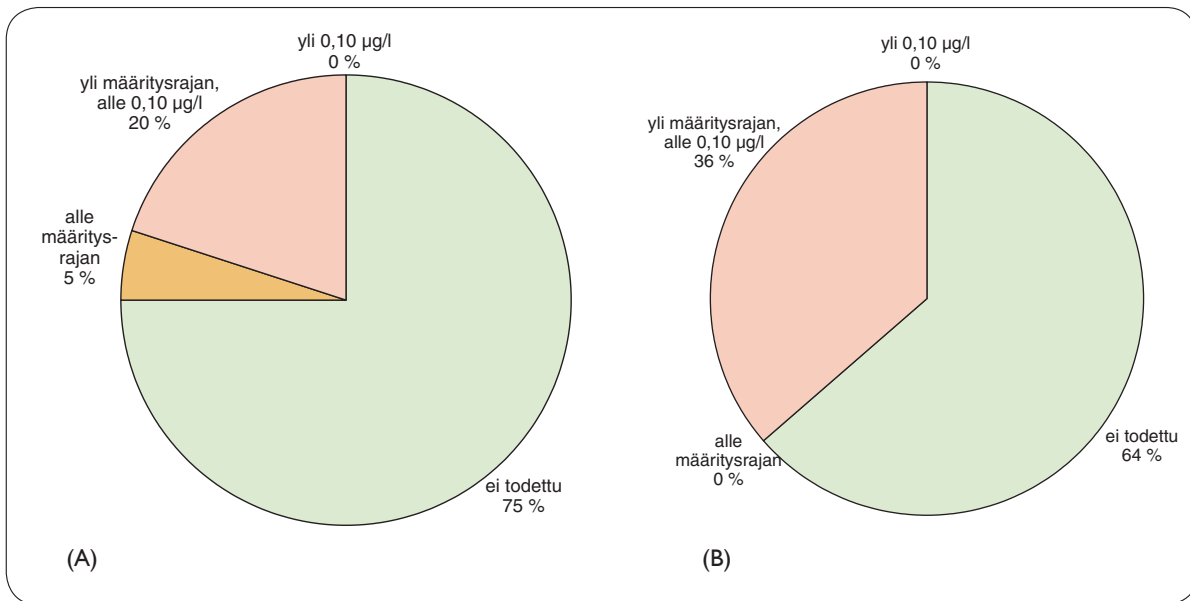 yli 0,10 µg/l
0 %
yli määritysrajan,
alle 0,10 µg/l
20 %
alle
määritys-
rajan
5 %
ei todettu
75 %
(A)
yli 0,10 µg/l
0 %
yli määritysrajan,
alle 0,10 µg/l
36 %
alle
määritysrajan
0 %
ei todettu
64 %
(B)